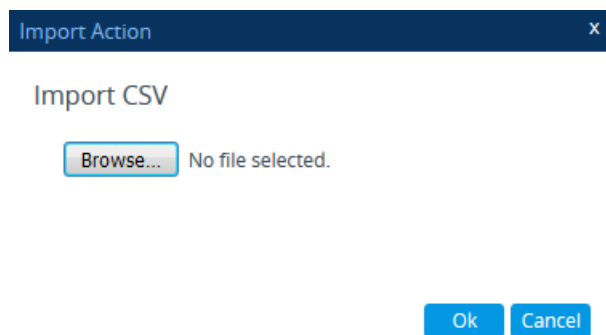 Import Action x
Import CSV
Browse... No file selected.
Ok Cancel